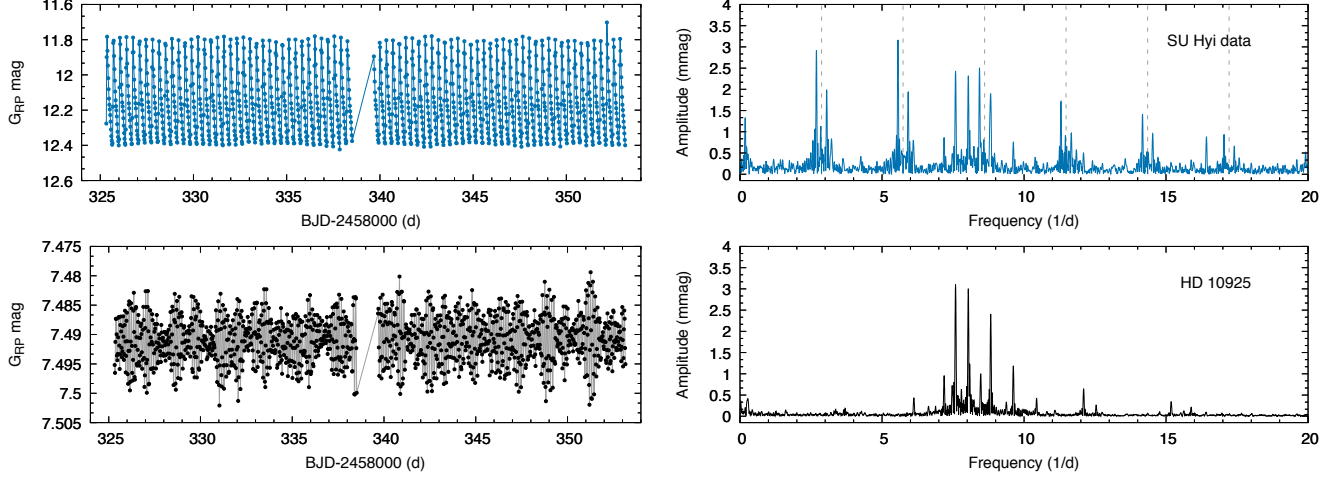 11.6
11.8
12
12.2
12.4
12.6
G_RP mag
325 330 335 340 345 350
BJD-2458000 (d)
4
3.5
3
2.5
2
1.5
1
0.5
0
Amplitude (mmag)
SU Hyi data
0 5 10 15 20
Frequency (1/d)
7.475
7.48
7.485
7.49
7.495
7.5
7.505
G_RP mag
325 330 335 340 345 350
BJD-2458000 (d)
4
3.5
3
2.5
2
1.5
1
0.5
0
Amplitude (mmag)
HD 10925
0 5 10 15 20
Frequency (1/d)